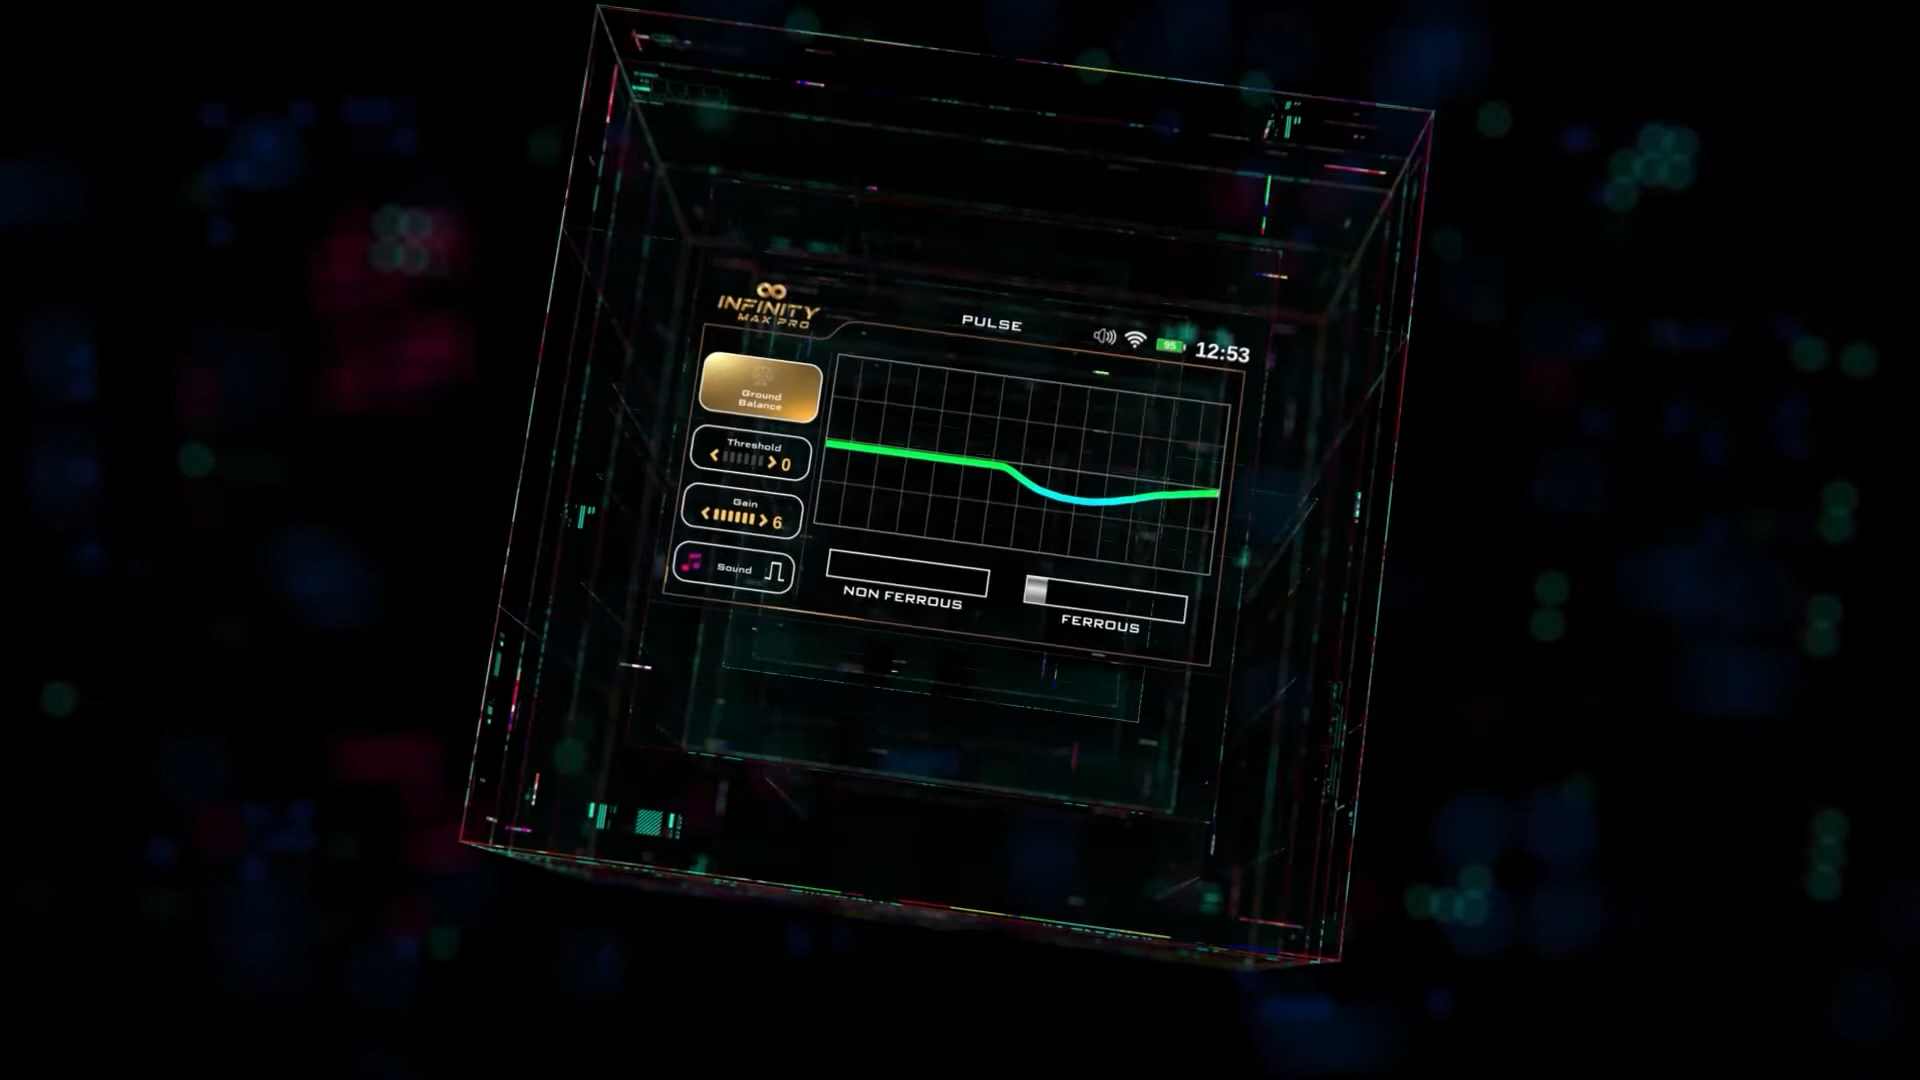 INFINITY
MAX PRO
PULSE
95
12:53
Ground
Balance
Threshold
0
Gain
6
Sound
NON FERROUS
FERROUS